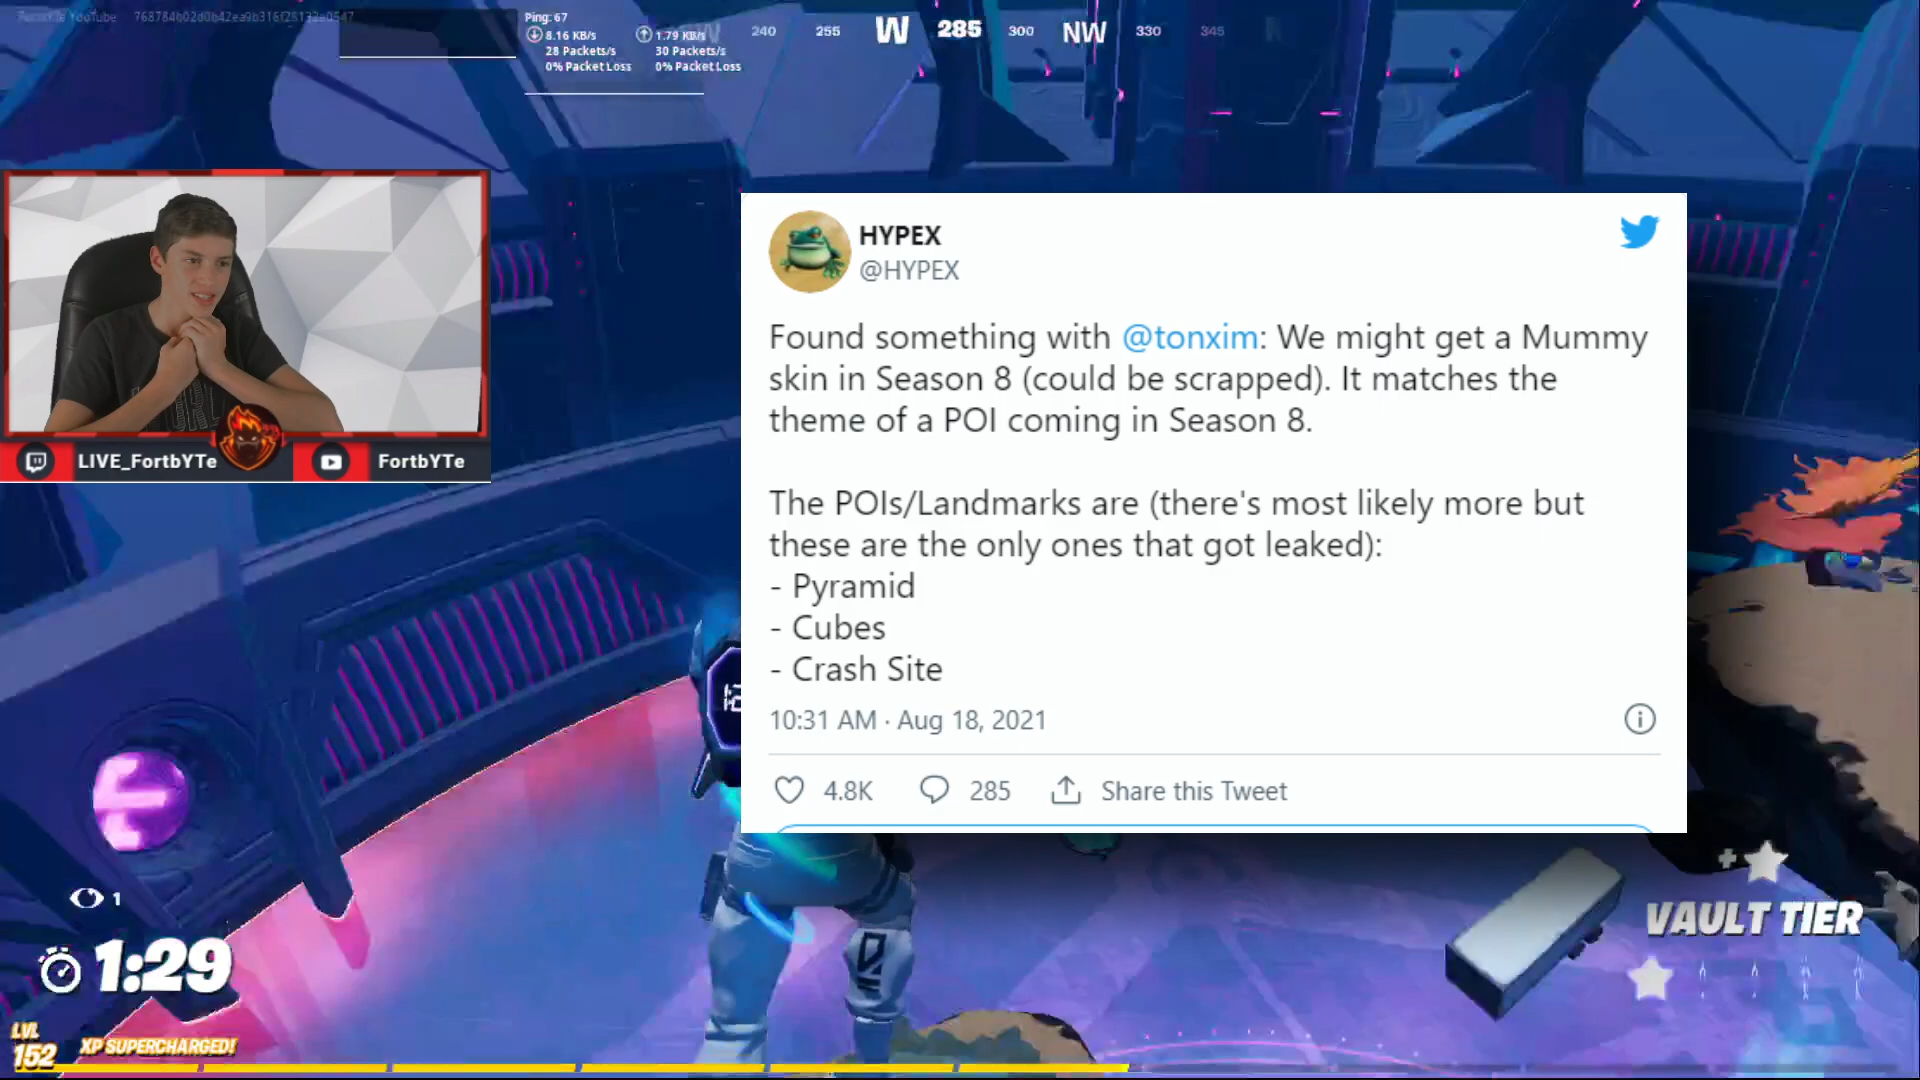 YouTube 768784b02d0b42ea9b316f28132e0547
Ping: 67
8.16 KB/s 1.79 KB/s
28 Packets/s 30 Packets/s
0% Packet Loss 0% Packet Loss
240 255 W 285 300 NW 330 345 N
HYPEX
@HYPEX
Found something with @tonxim: We might get a Mummy
skin in Season 8 (could be scrapped). It matches the
theme of a POI coming in Season 8.
The POIs/Landmarks are (there's most likely more but
these are the only ones that got leaked):
- Pyramid
- Cubes
- Crash Site
10:31 AM · Aug 18, 2021
4.8K 285 Share this Tweet
LIVE_FortbYTe FortbYTe
1
1:29
LVL
152 XP SUPERCHARGED!
+
VAULT TIER